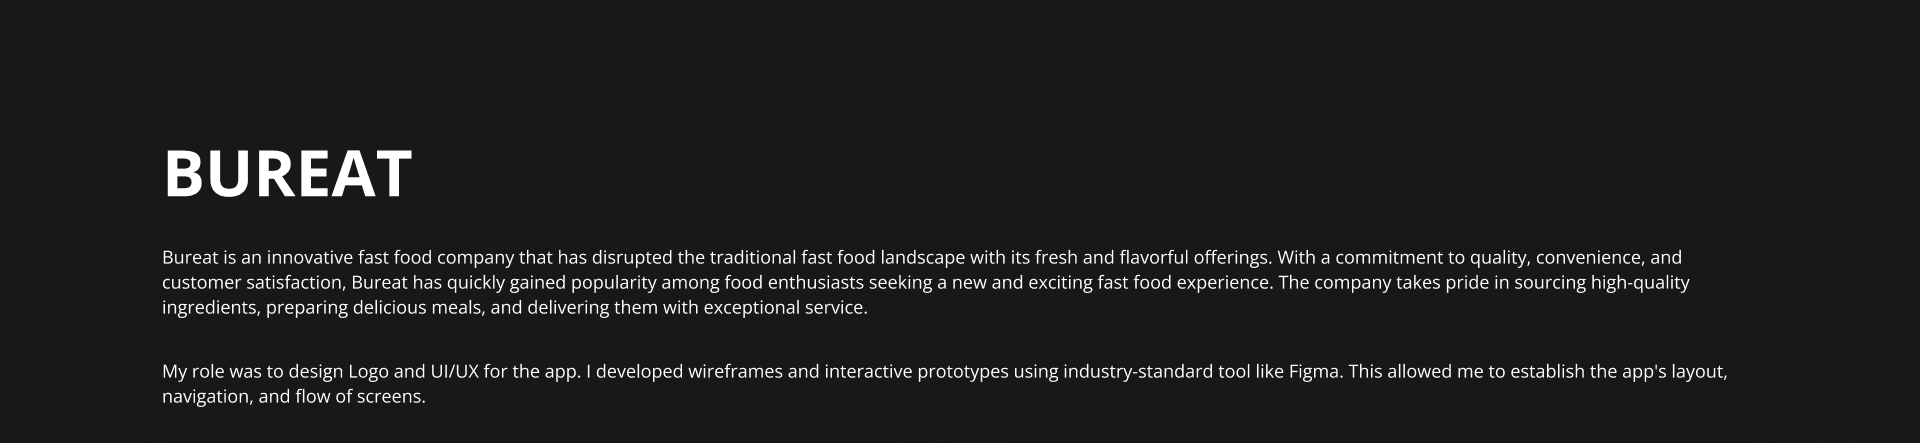 BUREAT
Bureat is an innovative fast food company that has disrupted the traditional fast food landscape with its fresh and flavorful offerings. With a commitment to quality, convenience, and
customer satisfaction, Bureat has quickly gained popularity among food enthusiasts seeking a new and exciting fast food experience. The company takes pride in sourcing high-quality
ingredients, preparing delicious meals, and delivering them with exceptional service.
My role was to design Logo and UI/UX for the app. I developed wireframes and interactive prototypes using industry-standard tool like Figma. This allowed me to establish the app's layout,
navigation, and flow of screens.